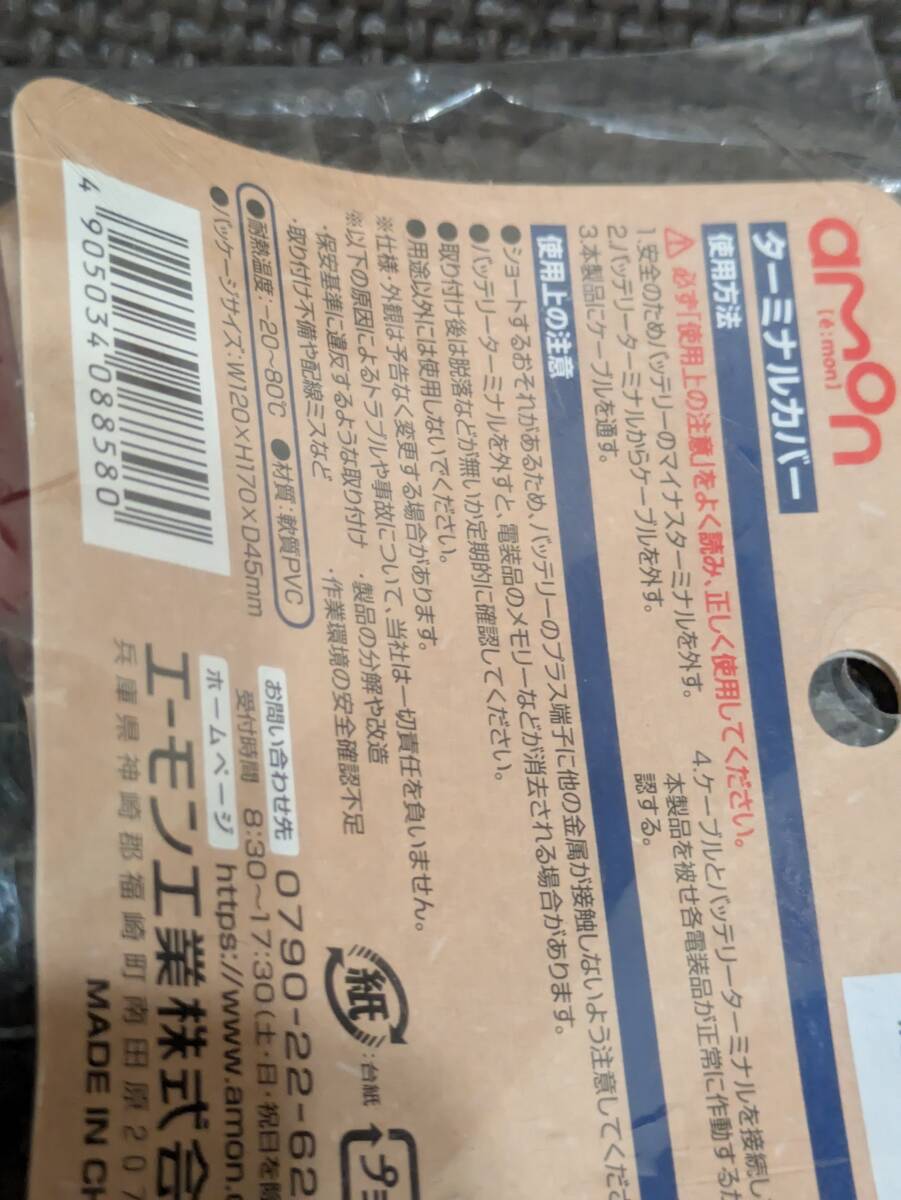 amon
[é:mon]
ターミナルカバー
使用方法
⚠ 必ず「使用上の注意」をよく読み、正しく使用してください。
1.安全のためバッテリーのマイナスターミナルを外す。
2.バッテリーターミナルからケーブルを外す。
3.本製品にケーブルを通す。
4.ケーブルとバッテリーターミナルを接続し
本製品を被せ各電装品が正常に作動するか
認する。
使用上の注意
●ショートするおそれがあるため、バッテリーのプラス端子に他の金属が接触しないよう注意してくだ
●バッテリーターミナルを外すと、電装品のメモリーなどが消去される場合があります。
●取り付け後は脱落などが無いか定期的に確認してください。
●用途以外には使用しないでください。
※仕様・外観は予告なく変更する場合があります。
※以下の原因によるトラブルや事故について、当社は一切責任を負いません。
・保安基準に違反するような取り付け ・製品の分解や改造
・取り付け不備や配線ミスなど ・作業環境の安全確認不足
●耐熱温度:-20~80℃ ●材質:軟質PVC
●パッケージサイズ:W120×H170×D45mm
4 905034 088580
お問い合わせ先 0790-22-62
受付時間 8:30~17:30(土・日・祝日を除
ホームページ https://www.amon.
エーモン工業株式会
兵庫県神崎郡福崎町南田原207
MADE IN CH
紙
:台紙
プラ